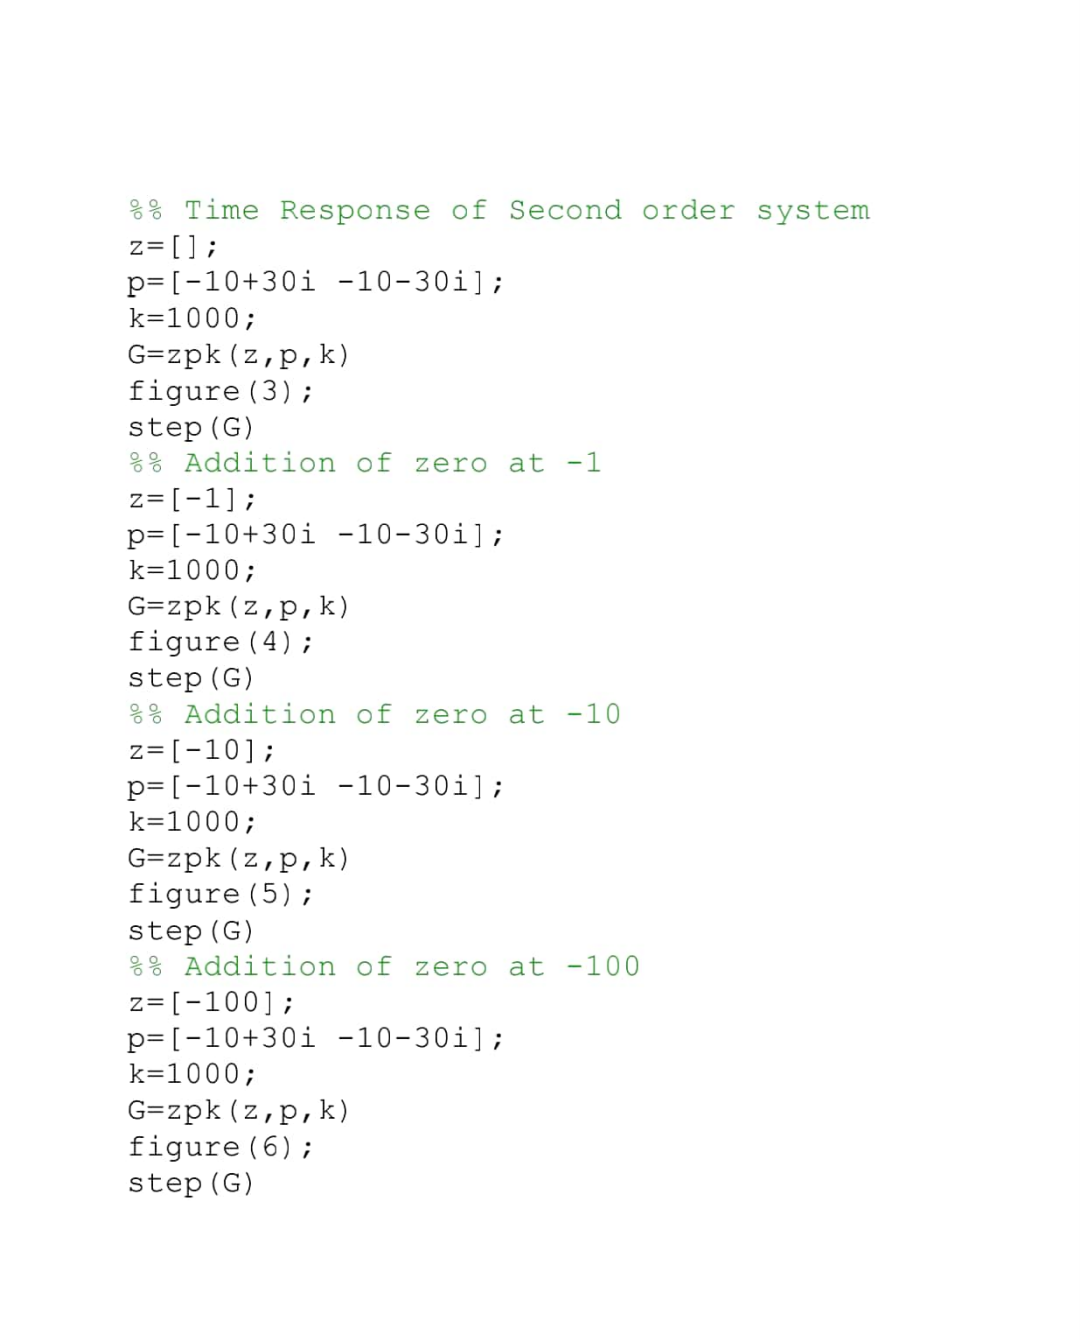 %% Time Response of Second order system
z=[];
p=[-10+30i -10-30i];
k=1000;
G=zpk(z,p,k)
figure(3);
step(G)
%% Addition of zero at -1
z=[-1];
p=[-10+30i -10-30i];
k=1000;
G=zpk(z,p,k)
figure(4);
step(G)
%% Addition of zero at -10
z=[-10];
p=[-10+30i -10-30i];
k=1000;
G=zpk(z,p,k)
figure(5);
step(G)
%% Addition of zero at -100
z=[-100];
p=[-10+30i -10-30i];
k=1000;
G=zpk(z,p,k)
figure(6);
step(G)